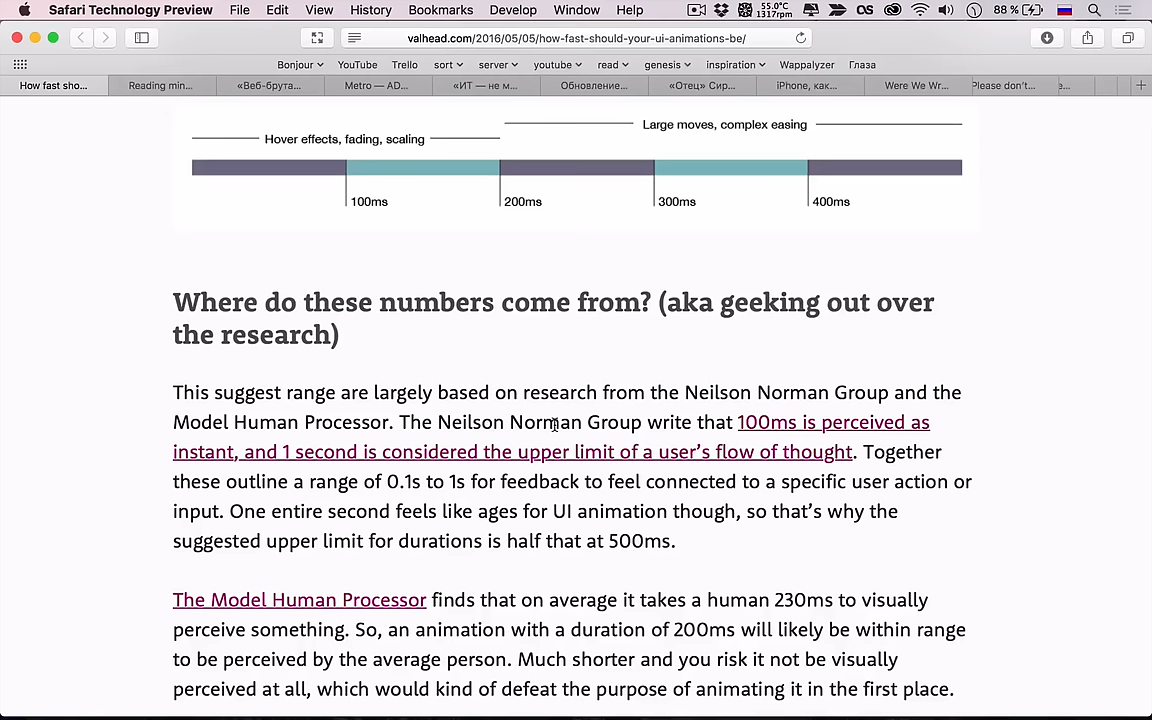 Safari Technology Preview File Edit View History Bookmarks Develop Window Help 55.0°C 1317rpm 88 %
valhead.com/2016/05/05/how-fast-should-your-ui-animations-be/
Bonjour YouTube Trello sort server youtube read genesis inspiration Wappalyzer Глаза
How fast sho... Reading min... «Веб-брута... Metro — AD... «ИТ — не м... Обновление... «Отец» Сир... iPhone, как... Were We Wr... Please don't... е...
Large moves, complex easing
Hover effects, fading, scaling
100ms 200ms 300ms 400ms
Where do these numbers come from? (aka geeking out over
the research)
This suggest range are largely based on research from the Neilson Norman Group and the
Model Human Processor. The Neilson Norman Group write that 100ms is perceived as
instant, and 1 second is considered the upper limit of a user's flow of thought. Together
these outline a range of 0.1s to 1s for feedback to feel connected to a specific user action or
input. One entire second feels like ages for UI animation though, so that's why the
suggested upper limit for durations is half that at 500ms.
The Model Human Processor finds that on average it takes a human 230ms to visually
perceive something. So, an animation with a duration of 200ms will likely be within range
to be perceived by the average person. Much shorter and you risk it not be visually
perceived at all, which would kind of defeat the purpose of animating it in the first place.